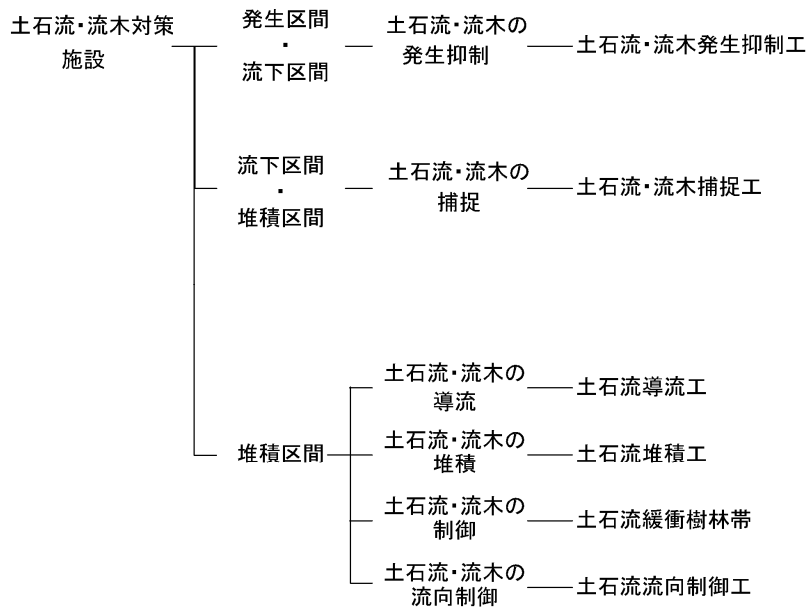 土石流・流木対策
施設
発生区間
・
流下区間
土石流・流木の
発生抑制
土石流・流木発生抑制工
流下区間
・
堆積区間
土石流・流木の
捕捉
土石流・流木捕捉工
堆積区間
土石流・流木の
導流
土石流導流工
土石流・流木の
堆積
土石流堆積工
土石流・流木の
制御
土石流緩衝樹林帯
土石流・流木の
流向制御
土石流流向制御工